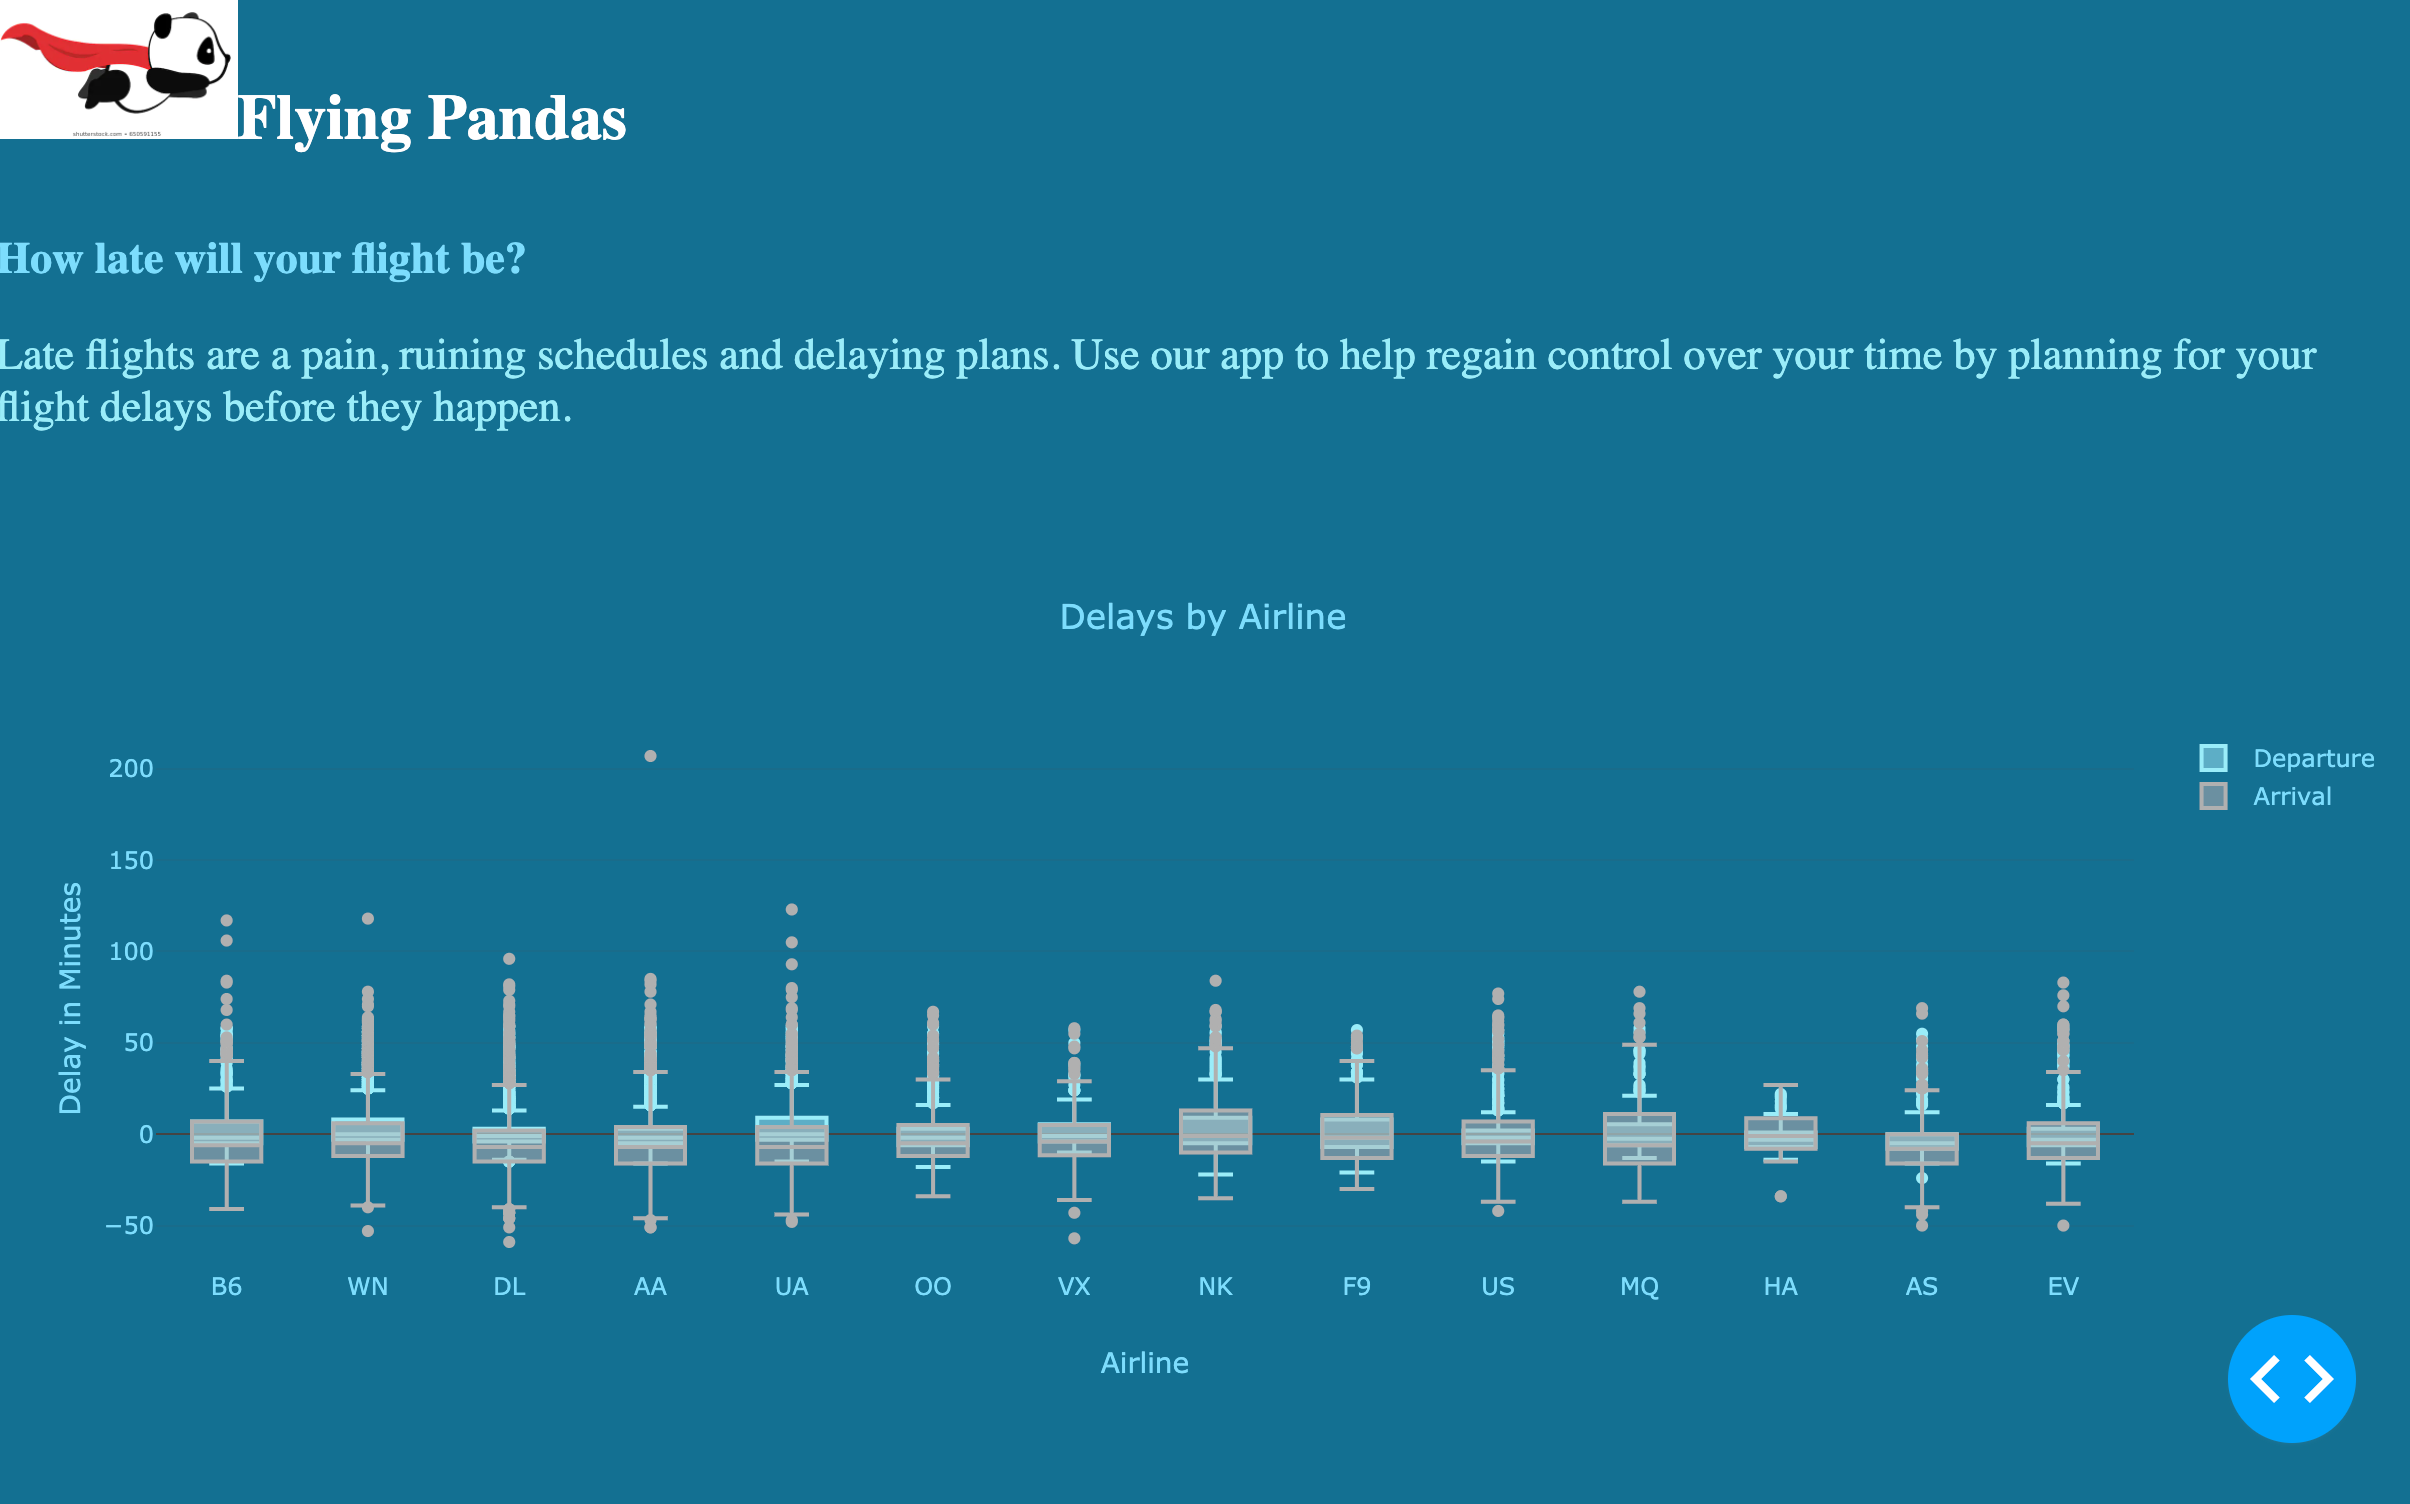 shutterstock.com • 650591155
Flying Pandas
How late will your flight be?
Late flights are a pain, ruining schedules and delaying plans. Use our app to help regain control over your time by planning for your
flight delays before they happen.
Delays by Airline
Departure
Arrival
Delay in Minutes
200
150
100
50
0
−50
B6 WN DL AA UA OO VX NK F9 US MQ HA AS EV
Airline